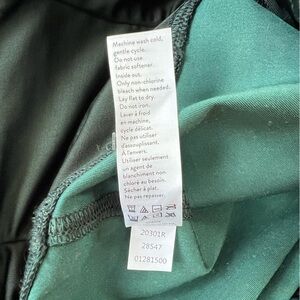 Machine wash cold,
gentle cycle.
Do not use
fabric softener.
Inside out.
Only non-chlorine
bleach when needed.
Lay flat to dry.
Do not iron.
Laver à froid
en machine,
cycle délicat.
Ne pas utiliser
d'assouplissant.
À l'envers.
Utiliser seulement
un agent de
blanchiment non-
chloré au besoin.
Sécher à plat.
Ne pas repasser.
20301R
28547
01281500